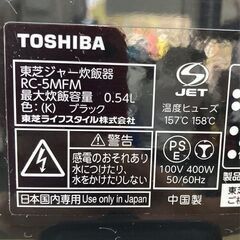 TOSHIBA
東芝ジャー炊飯器
RC-5MFM
最大炊飯容量 0.54L
色:(K) ブラック
東芝ライフスタイル株式会社
S
JET
温度ヒューズ
157℃ 158℃
警告
感電のおそれあり
水につけたり、
水をかけたりしない
PS
E
100V 400W
50/60Hz
日本国内専用 Use only in Japan
中国製